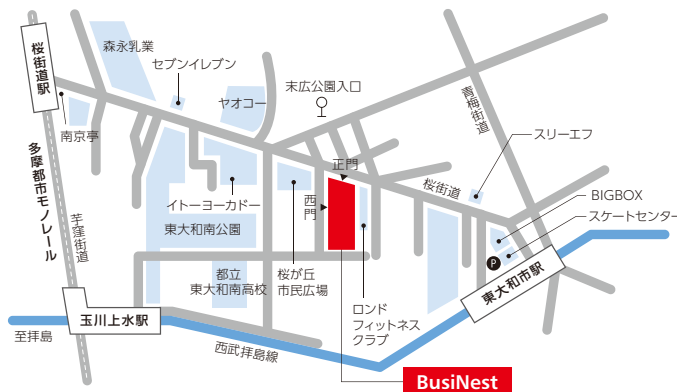 森永乳業
セブンイレブン
ヤオコー
末広公園入口
桜街道駅
南京亭
青梅街道
スリーエフ
正門
桜街道
西門
BIGBOX
スケートセンター
多摩都市モノレール
芋窪街道
イトーヨーカドー
東大和南公園
都立
東大和南高校
桜が丘
市民広場
P
東大和市駅
ロンド
フィットネス
クラブ
玉川上水駅
至拝島
西武拝島線
BusiNest